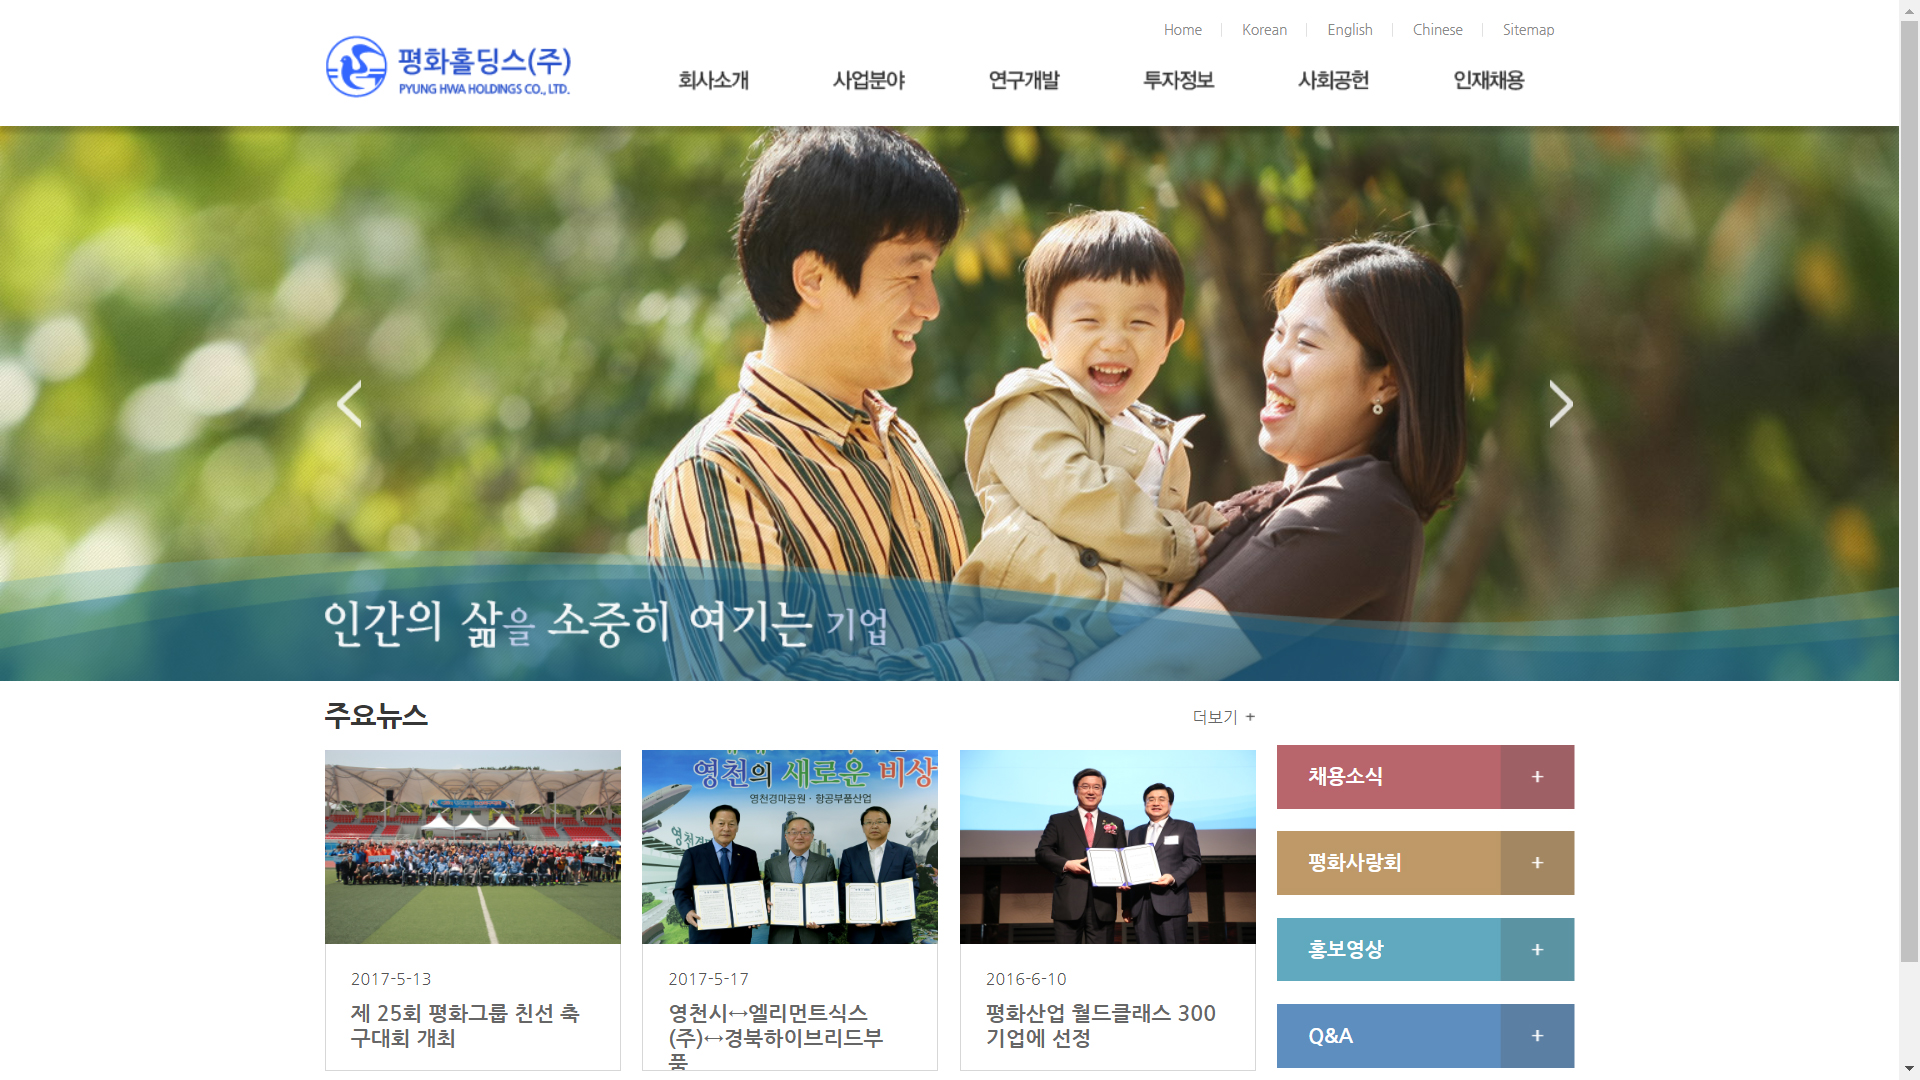 Home
Korean
English
Chinese
Sitemap
평화홀딩스(주)
PYUNG HWA HOLDINGS CO., LTD.
회사소개
사업분야
연구개발
투자정보
사회공헌
인재채용
인간의 삶을 소중히 여기는 기업
주요뉴스
더보기 +
영천의 새로운 비상
영천경마공원 · 항공부품산업
2017-5-13
제 25회 평화그룹 친선 축
구대회 개최
2017-5-17
영천시↔엘리먼트식스
(주)↔경북하이브리드부
품
2016-6-10
평화산업 월드클래스 300
기업에 선정
채용소식 +
평화사랑회 +
홍보영상 +
Q&A +